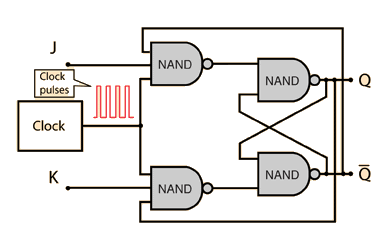 J
Clock
pulses
Clock
K
NAND
NAND
NAND
NAND
Q
Q̅